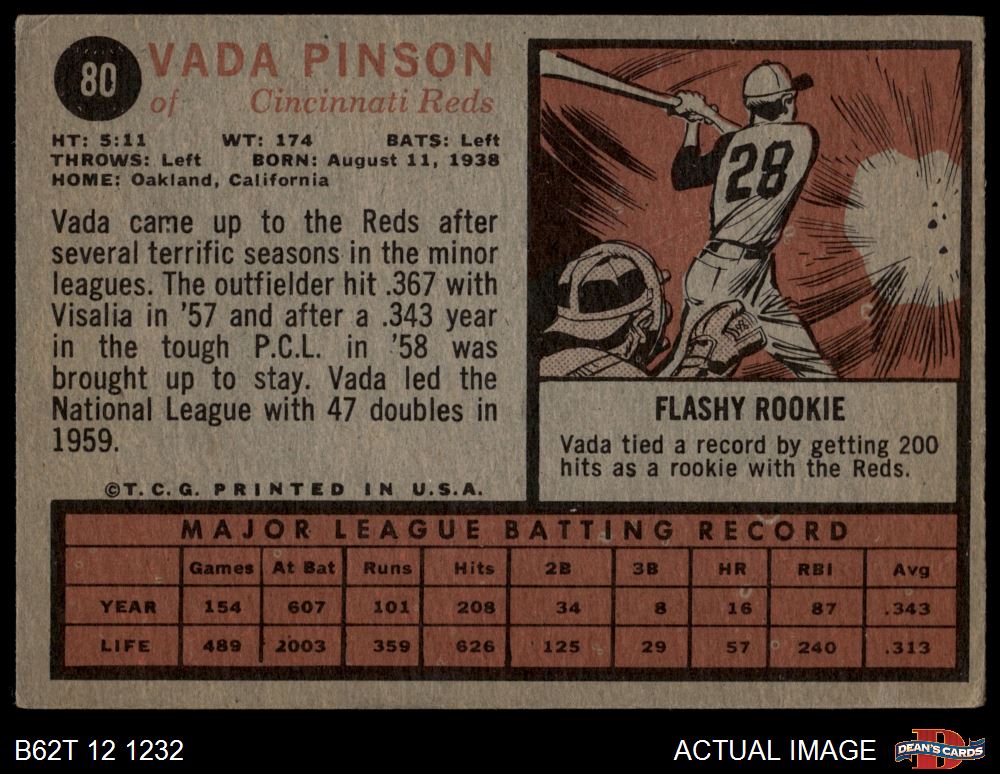 80
VADA PINSON
of Cincinnati Reds
HT: 5:11 WT: 174 BATS: Left
THROWS: Left BORN: August 11, 1938
HOME: Oakland, California
Vada came up to the Reds after
several terrific seasons in the minor
leagues. The outfielder hit .367 with
Visalia in '57 and after a .343 year
in the tough P.C.L. in '58 was
brought up to stay. Vada led the
National League with 47 doubles in
1959.
©T.C.G. PRINTED IN U.S.A.
28
FLASHY ROOKIE
Vada tied a record by getting 200
hits as a rookie with the Reds.
MAJOR LEAGUE BATTING RECORD
Games At Bat Runs Hits 2B 3B HR RBI Avg
YEAR 154 607 101 208 34 8 16 87 .343
LIFE 489 2003 359 626 125 29 57 240 .313
B62T 12 1232
ACTUAL IMAGE
D
DEAN'S CARDS